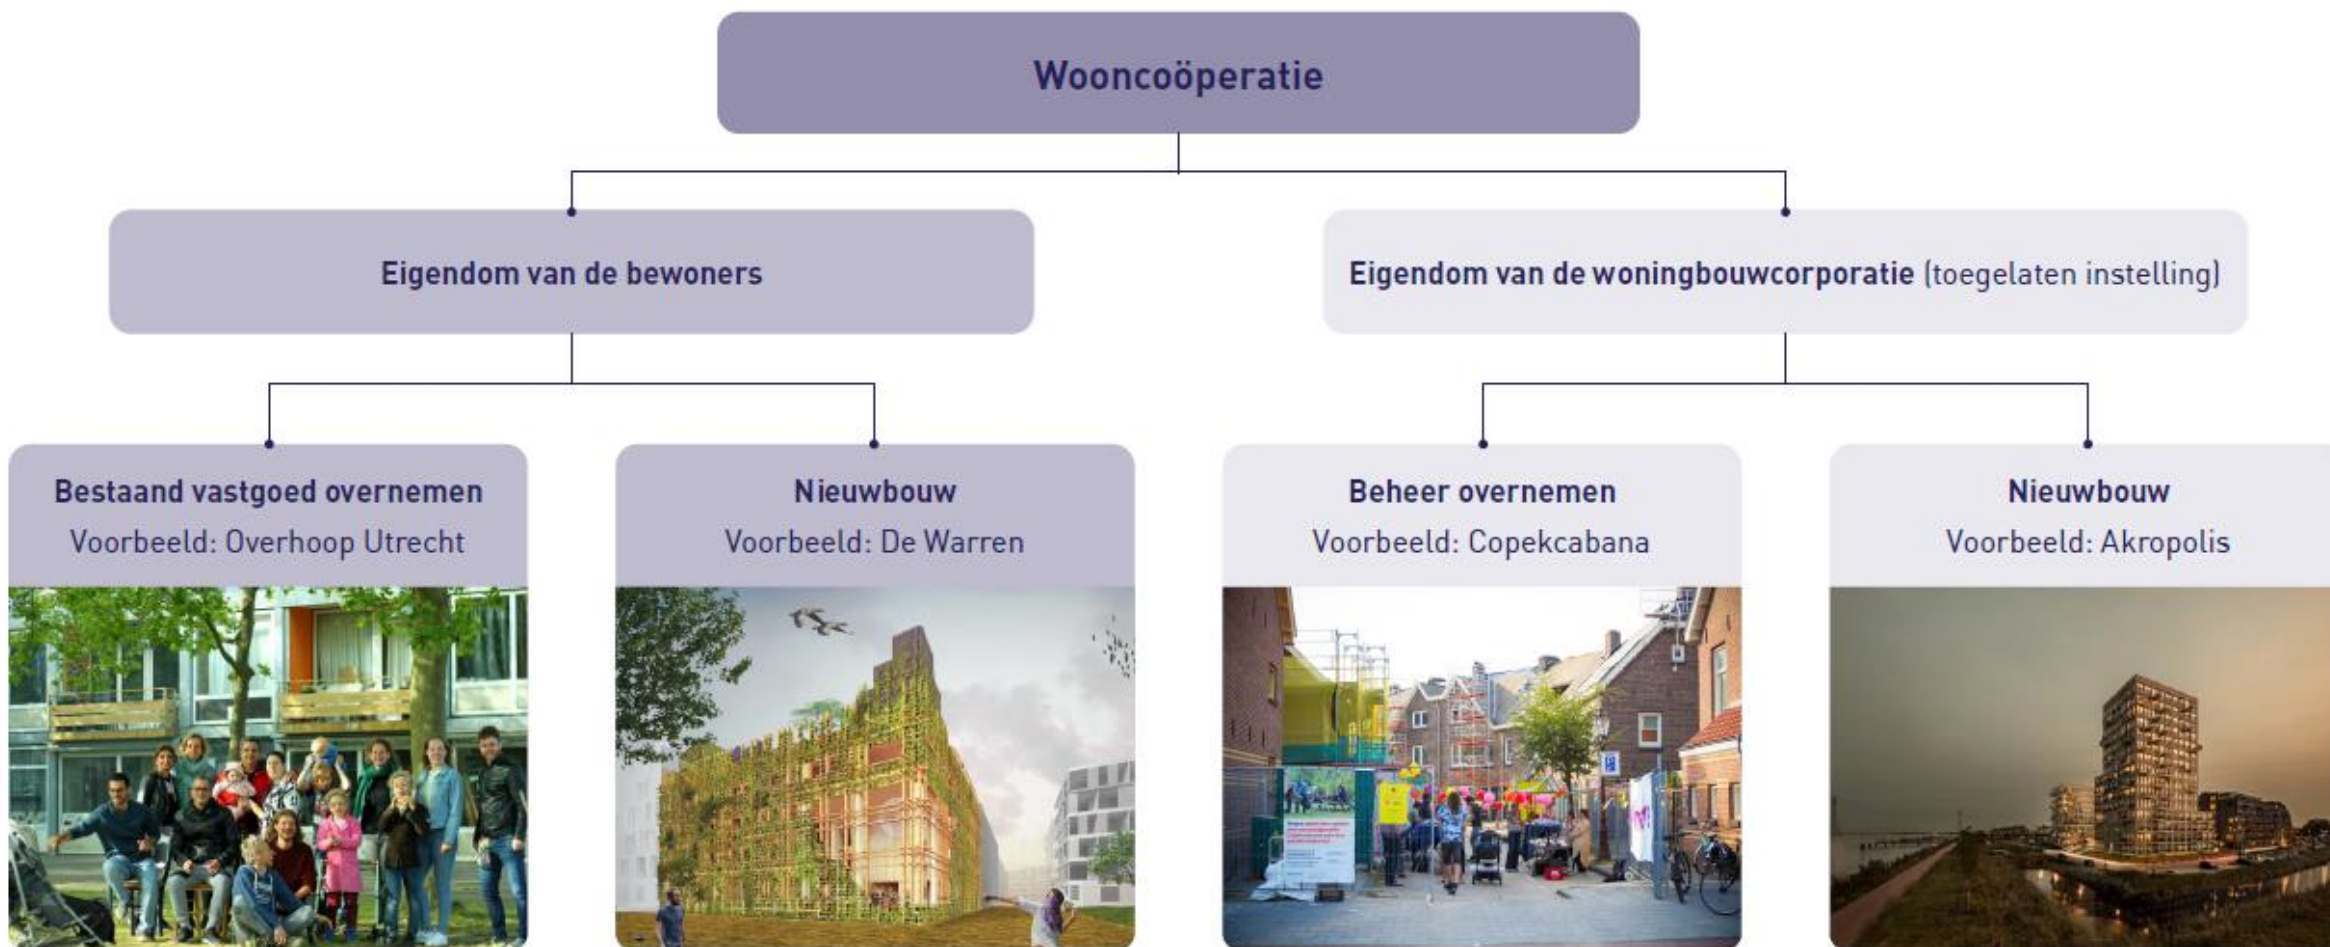 Wooncoöperatie
Eigendom van de bewoners
Eigendom van de woningbouwcorporatie (toegelaten instelling)
Bestaand vastgoed overnemen
Voorbeeld: Overhoop Utrecht
Nieuwbouw
Voorbeeld: De Warren
Beheer overnemen
Voorbeeld: Copekcabana
Nieuwbouw
Voorbeeld: Akropolis